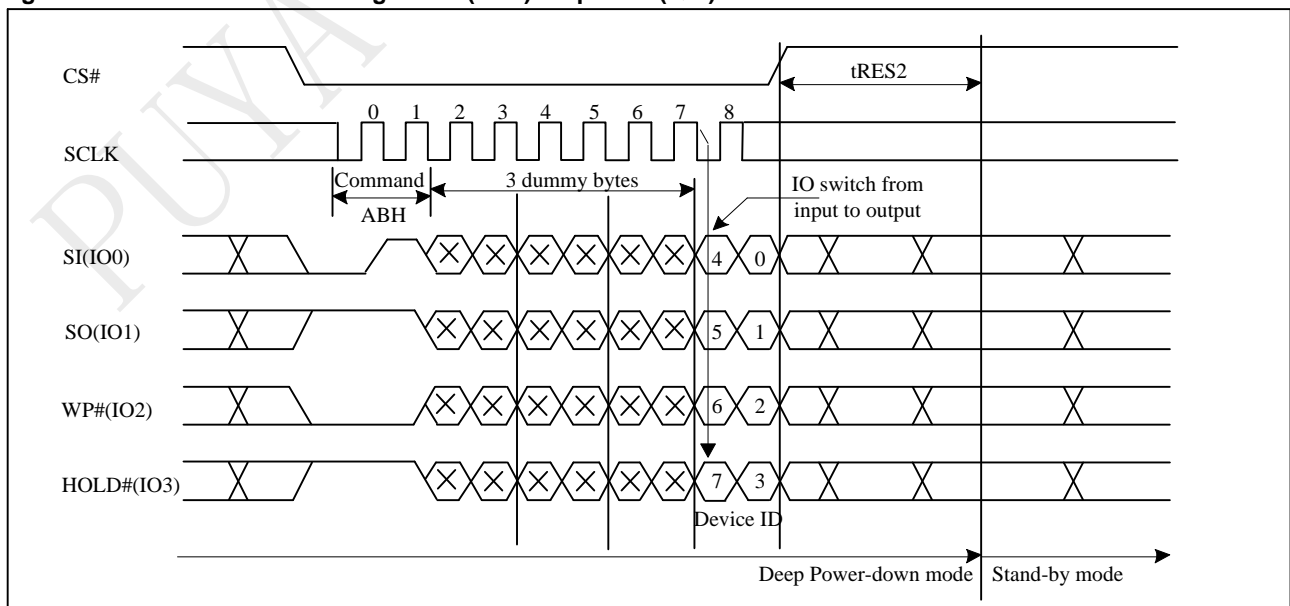 PUYA
CS#
tRES2
0 1 2 3 4 5 6 7 8
SCLK
Command
3 dummy bytes
IO switch from
input to output
ABH
SI(IO0)
4 0
SO(IO1)
5 1
WP#(IO2)
6 2
HOLD#(IO3)
7 3
Device ID
Deep Power-down mode
Stand-by mode